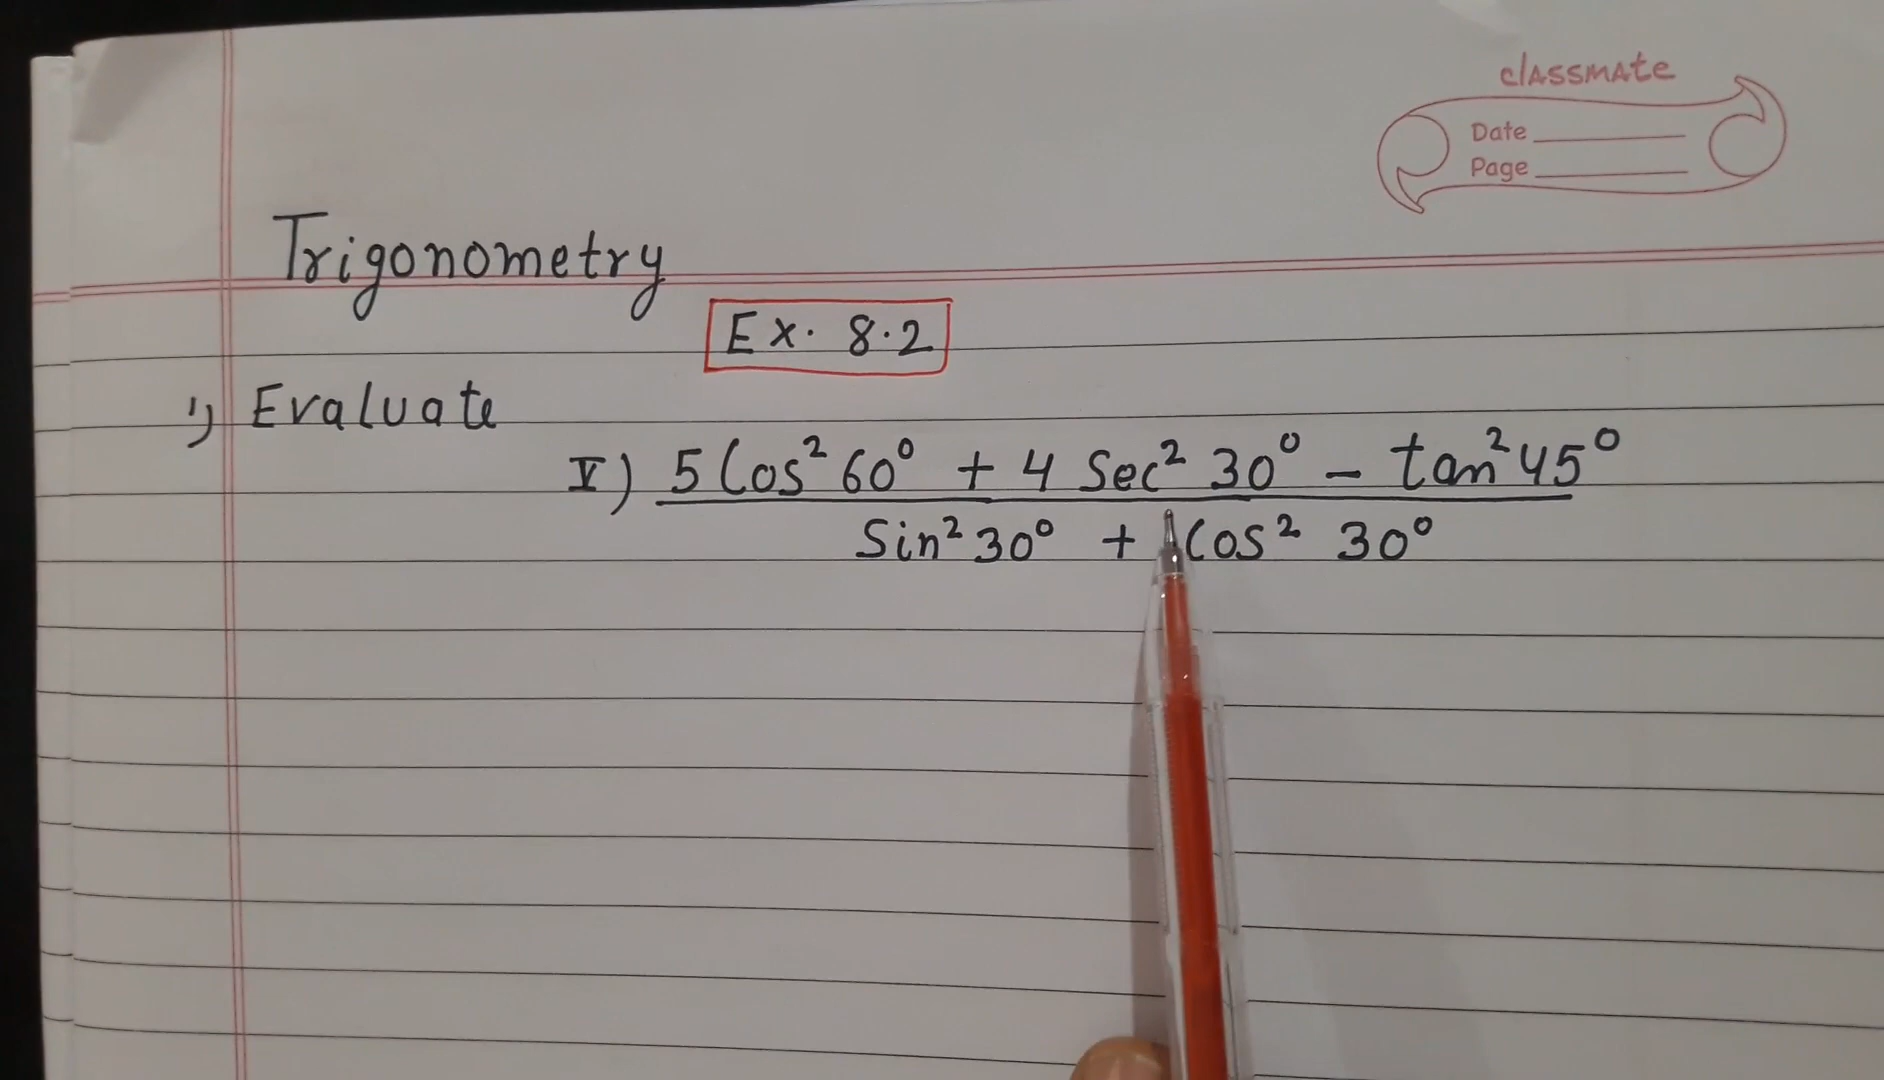 classmate
Date
Page
Trigonometry
Ex. 8.2
1) Evaluate
V) 5 Cos² 60° + 4 Sec² 30° - tan² 45°
Sin² 30° + Cos² 30°